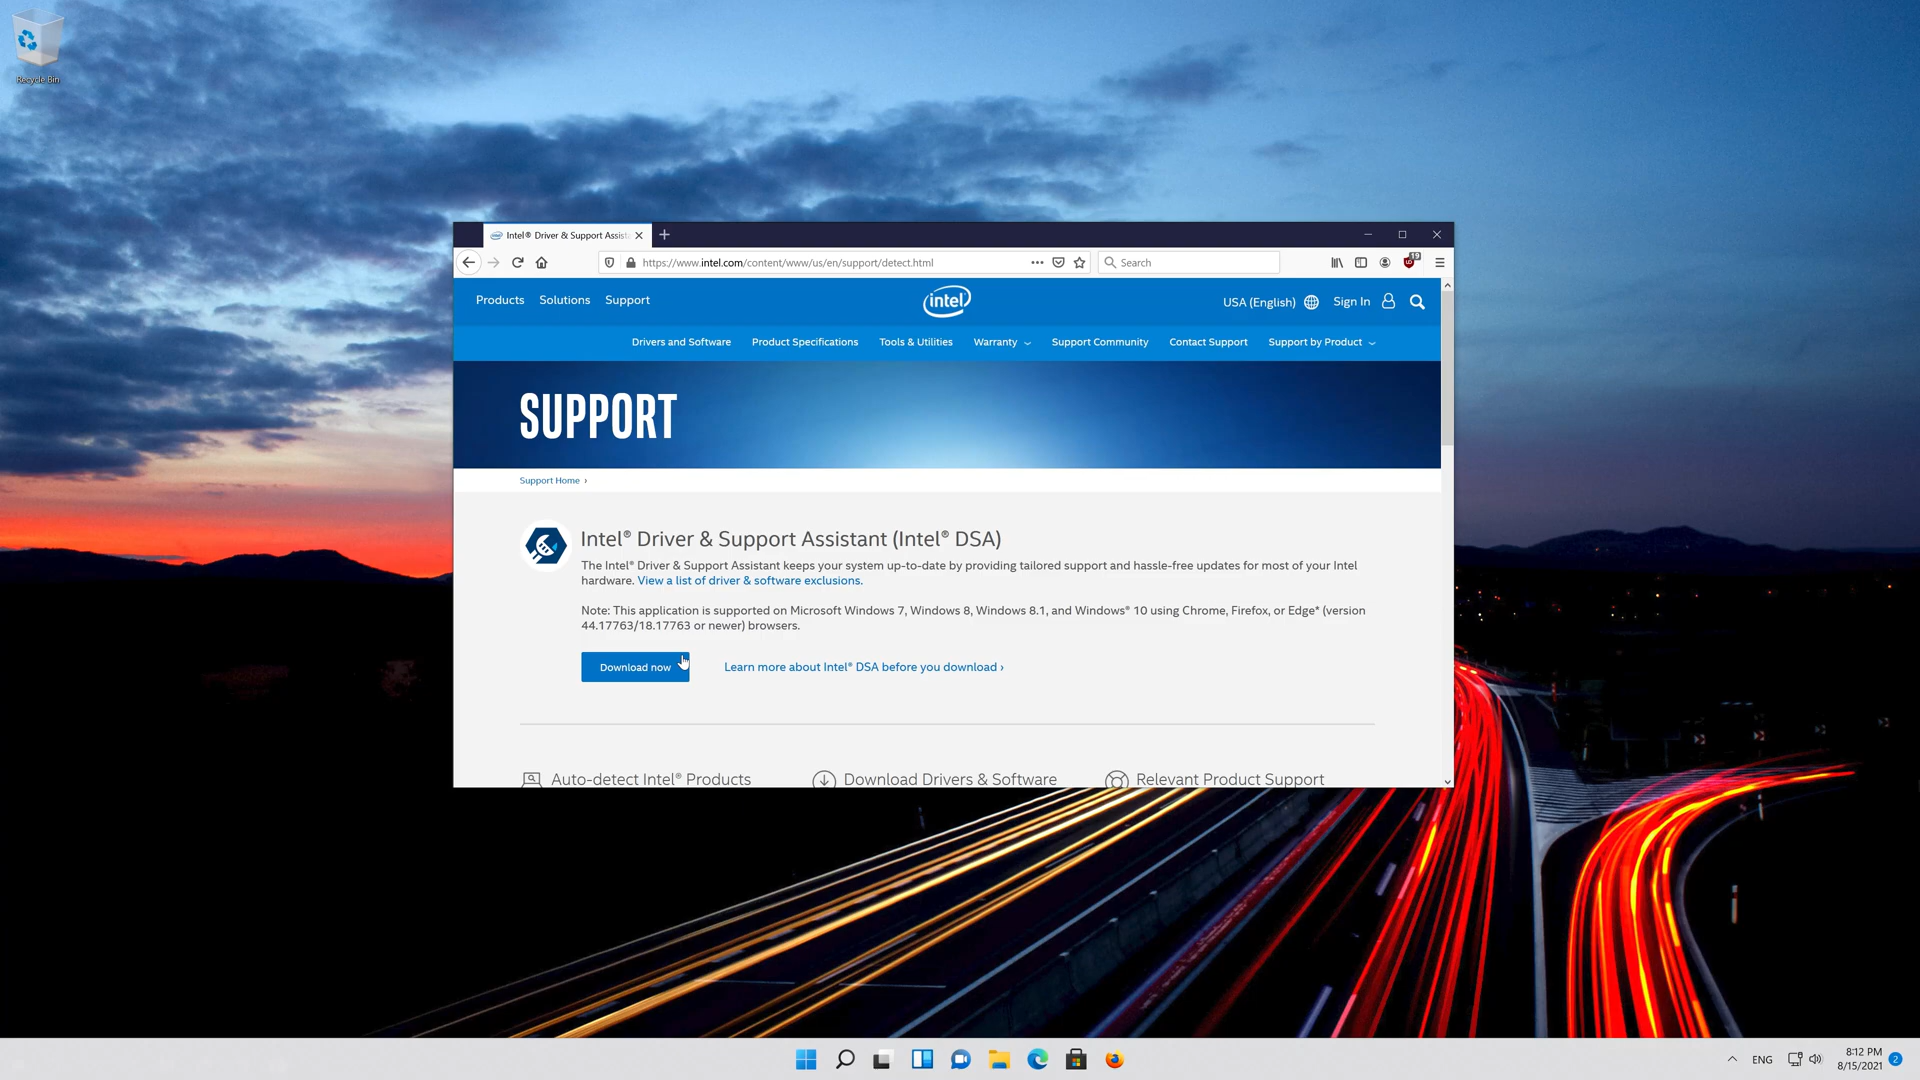 Recycle Bin
Intel® Driver & Support Assist
https://www.intel.com/content/www/us/en/support/detect.html
Search
19
Products Solutions Support
intel
USA (English) Sign In
Drivers and Software Product Specifications Tools & Utilities Warranty Support Community Contact Support Support by Product
SUPPORT
Support Home ›
Intel® Driver & Support Assistant (Intel® DSA)
The Intel® Driver & Support Assistant keeps your system up-to-date by providing tailored support and hassle-free updates for most of your Intel
hardware. View a list of driver & software exclusions.
Note: This application is supported on Microsoft Windows 7, Windows 8, Windows 8.1, and Windows® 10 using Chrome, Firefox, or Edge* (version
44.17763/18.17763 or newer) browsers.
Download now
Learn more about Intel® DSA before you download ›
Auto-detect Intel® Products
Download Drivers & Software
Relevant Product Support
ENG
8:12 PM
8/15/2021
2